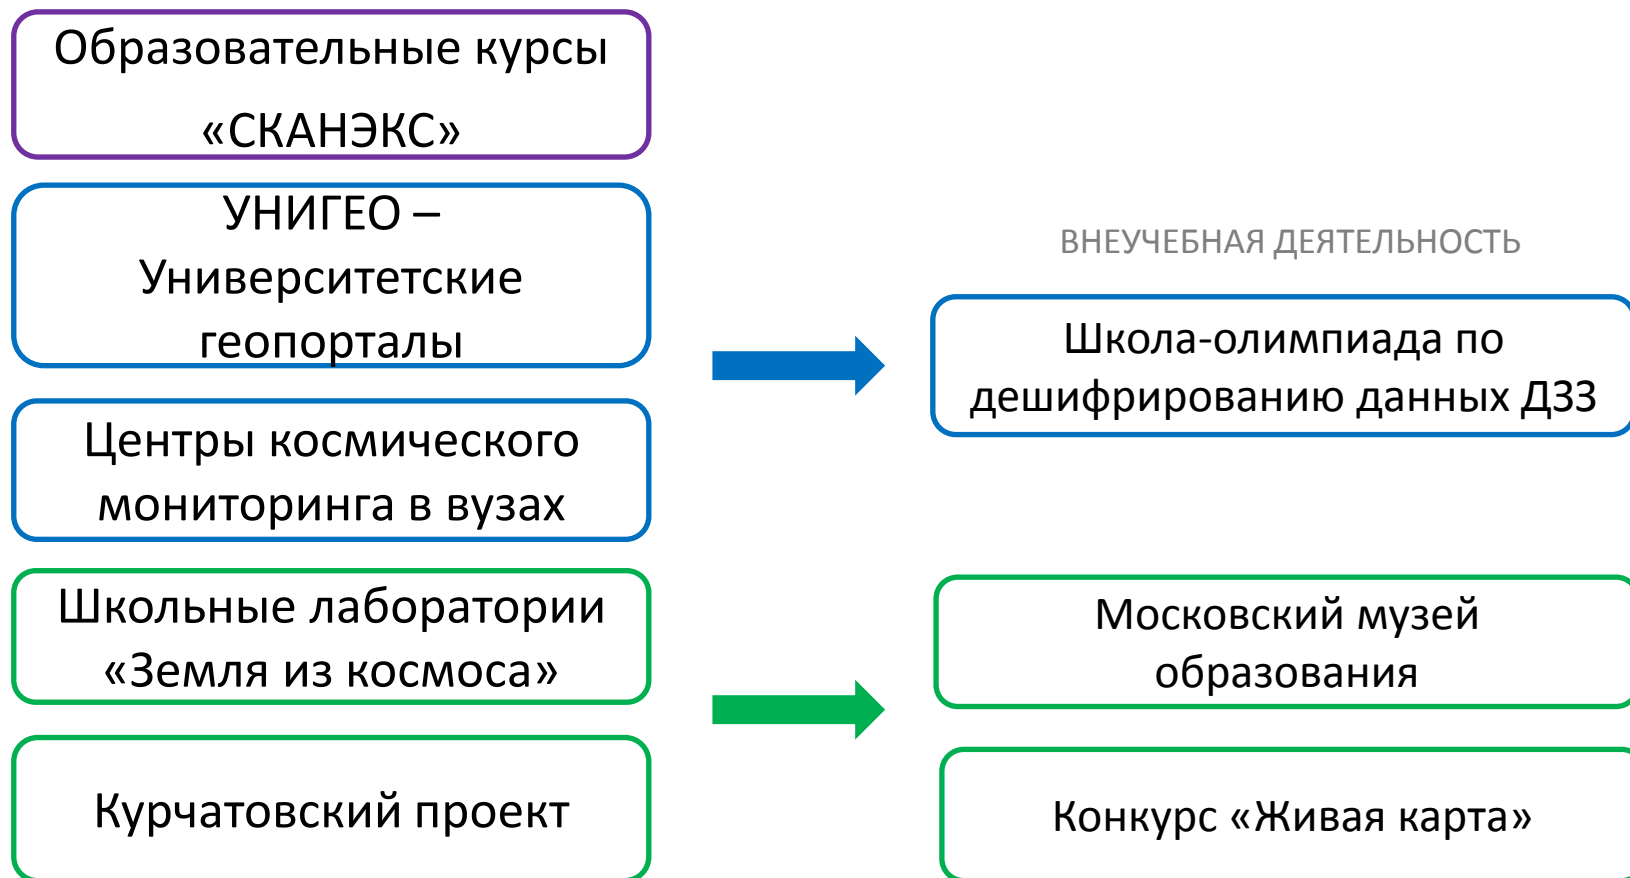 Образовательные курсы
«СКАНЭКС»
УНИГЕО –
Университетские
геопорталы
Центры космического
мониторинга в вузах
Школьные лаборатории
«Земля из космоса»
Курчатовский проект
ВНЕУЧЕБНАЯ ДЕЯТЕЛЬНОСТЬ
Школа-олимпиада по
дешифрированию данных ДЗЗ
Московский музей
образования
Конкурс «Живая карта»